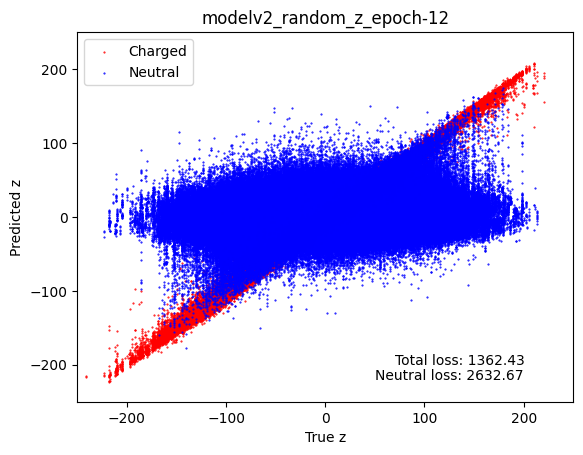 modelv2_random_z_epoch-12
Charged
Neutral
200
100
0
−100
−200
Predicted z
Total loss: 1362.43
Neutral loss: 2632.67
−200
−100
0
100
200
True z